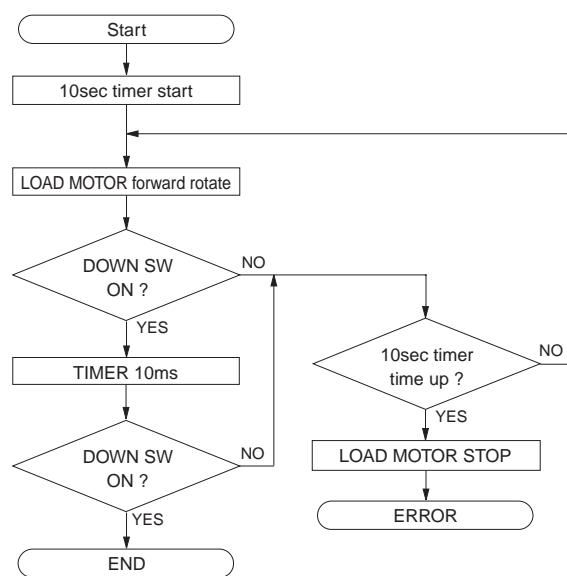 Start
10sec timer start
LOAD MOTOR forward rotate
DOWN SW
ON ?
NO
YES
TIMER 10ms
DOWN SW
ON ?
NO
YES
END
10sec timer
time up ?
NO
YES
LOAD MOTOR STOP
ERROR